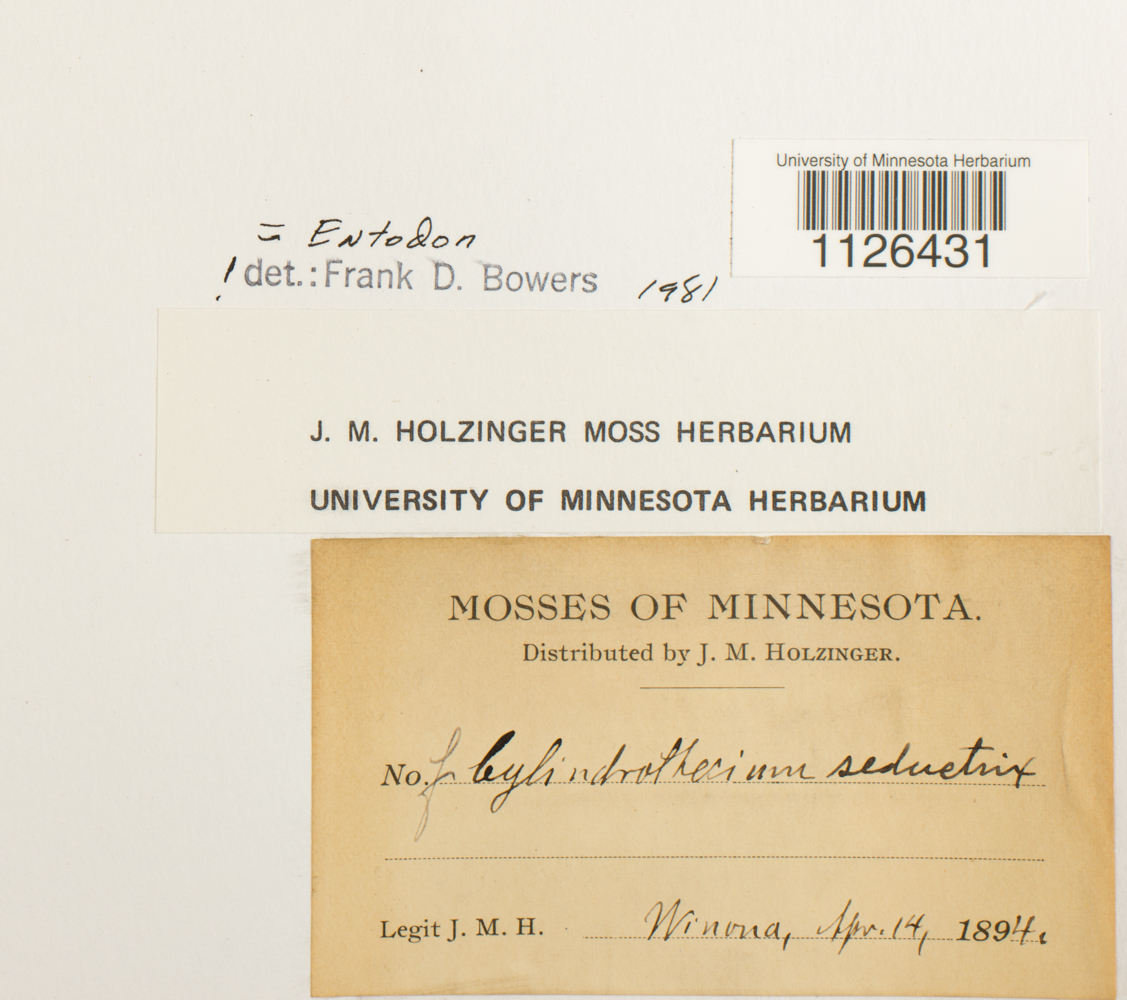 University of Minnesota Herbarium
1126431
= Entodon
! det.: Frank D. Bowers 1981
J. M. HOLZINGER MOSS HERBARIUM
UNIVERSITY OF MINNESOTA HERBARIUM
MOSSES OF MINNESOTA.
Distributed by J. M. HOLZINGER.
No. f Cylindrothecium seductrix
Legit J. M. H. Winona, Apr. 14, 1894.